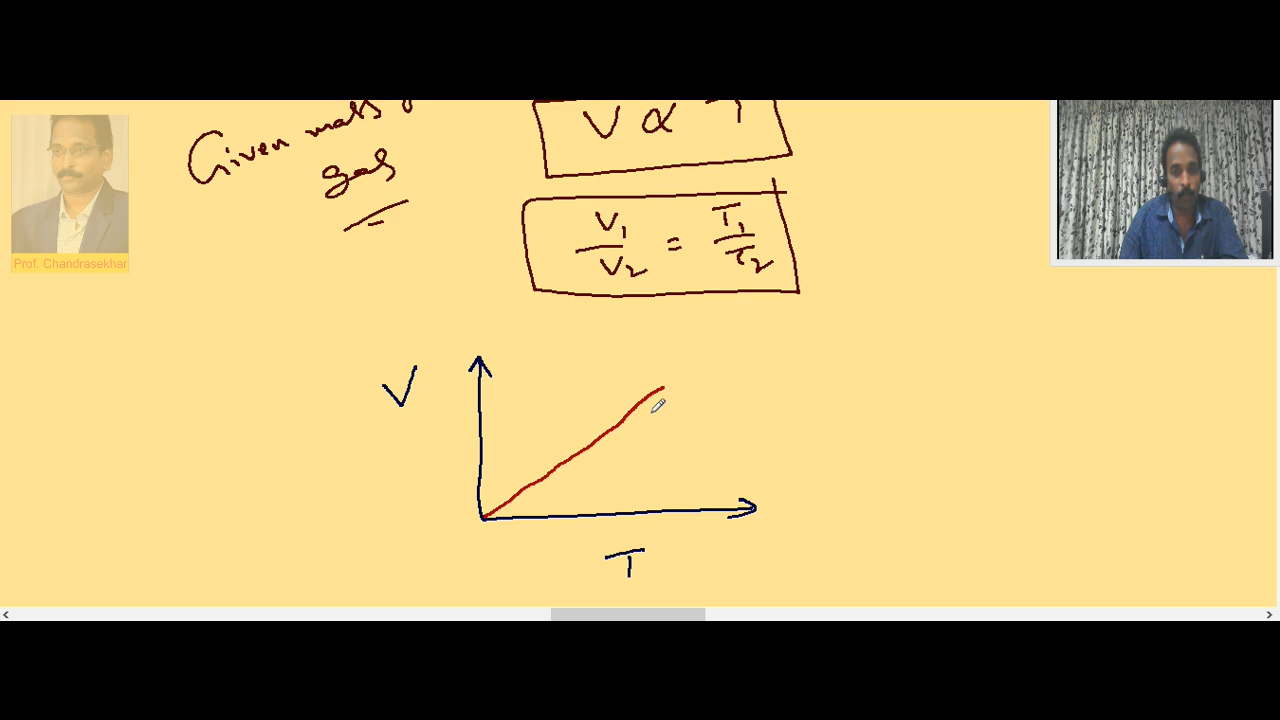 Given mass
gas
V ∝ T
V₁/V₂ = T₁/T₂
V
T
Prof. Chandrasekhar